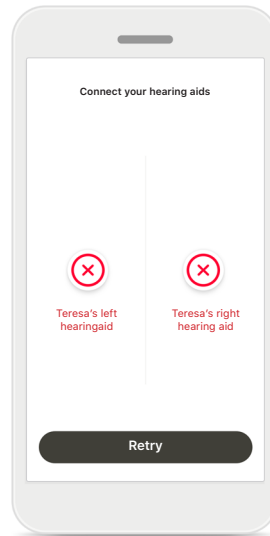 Connect your hearing aids
Teresa's left
hearingaid
Teresa's right
hearing aid
Retry